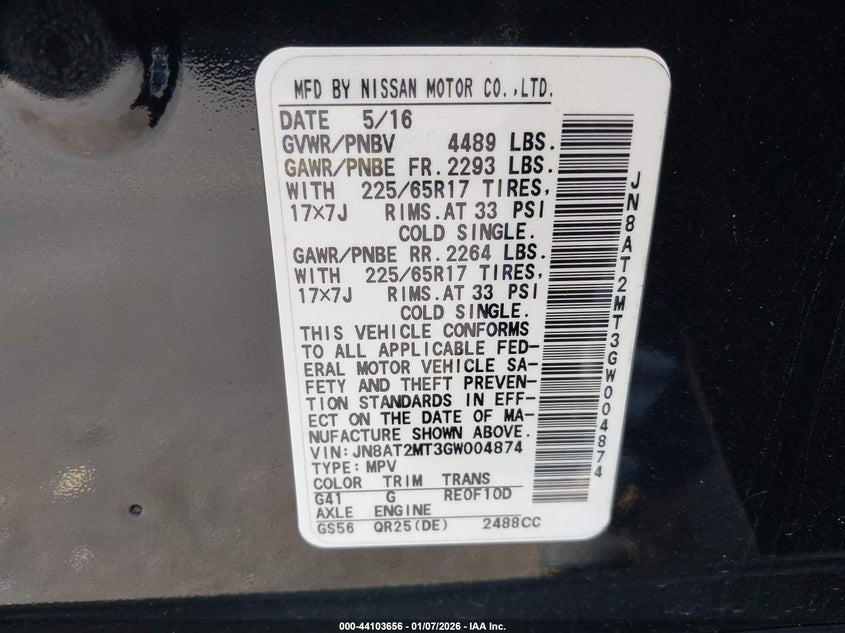 MFD BY NISSAN MOTOR CO.,LTD.
DATE 5/16
GVWR/PNBV 4489 LBS.
GAWR/PNBE FR. 2293 LBS.
WITH 225/65R17 TIRES,
17×7J RIMS. AT 33 PSI
COLD SINGLE.
GAWR/PNBE RR. 2264 LBS.
WITH 225/65R17 TIRES,
17×7J RIMS. AT 33 PSI
COLD SINGLE.
THIS VEHICLE CONFORMS
TO ALL APPLICABLE FED-
ERAL MOTOR VEHICLE SA-
FETY AND THEFT PREVEN-
TION STANDARDS IN EFF-
ECT ON THE DATE OF MA-
NUFACTURE SHOWN ABOVE.
VIN: JN8AT2MT3GW004874
TYPE: MPV
COLOR TRIM TRANS
G41 G RE0F10D
AXLE ENGINE
GS56 QR25(DE) 2488CC
JN8AT2MT3GW004874
000-44103656 - 01/07/2026 - IAA Inc.